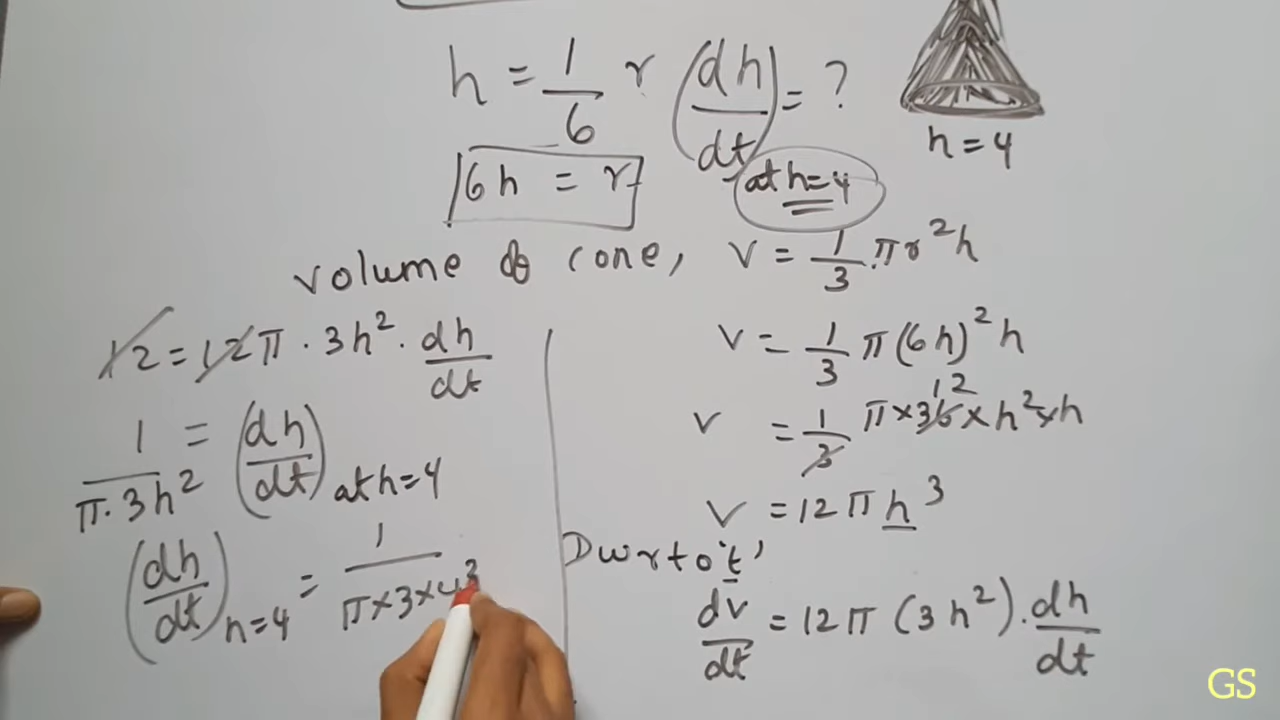 h = 1/6 r (dh/dt) = ?
6h = r
at h=4
h = 4
volume of cone, V = 1/3 .πr²h
12 = 12π · 3h² · dh/dt
1/π·3h² = (dh/dt) at h=4
(dh/dt) h=4 = 1/π×3×4²
V = 1/3 π(6h)²h
V = 1/3 π×36×h²×h
12
V = 12πh³
D w r to 't'
dv/dt = 12π(3h²).dh/dt
GS